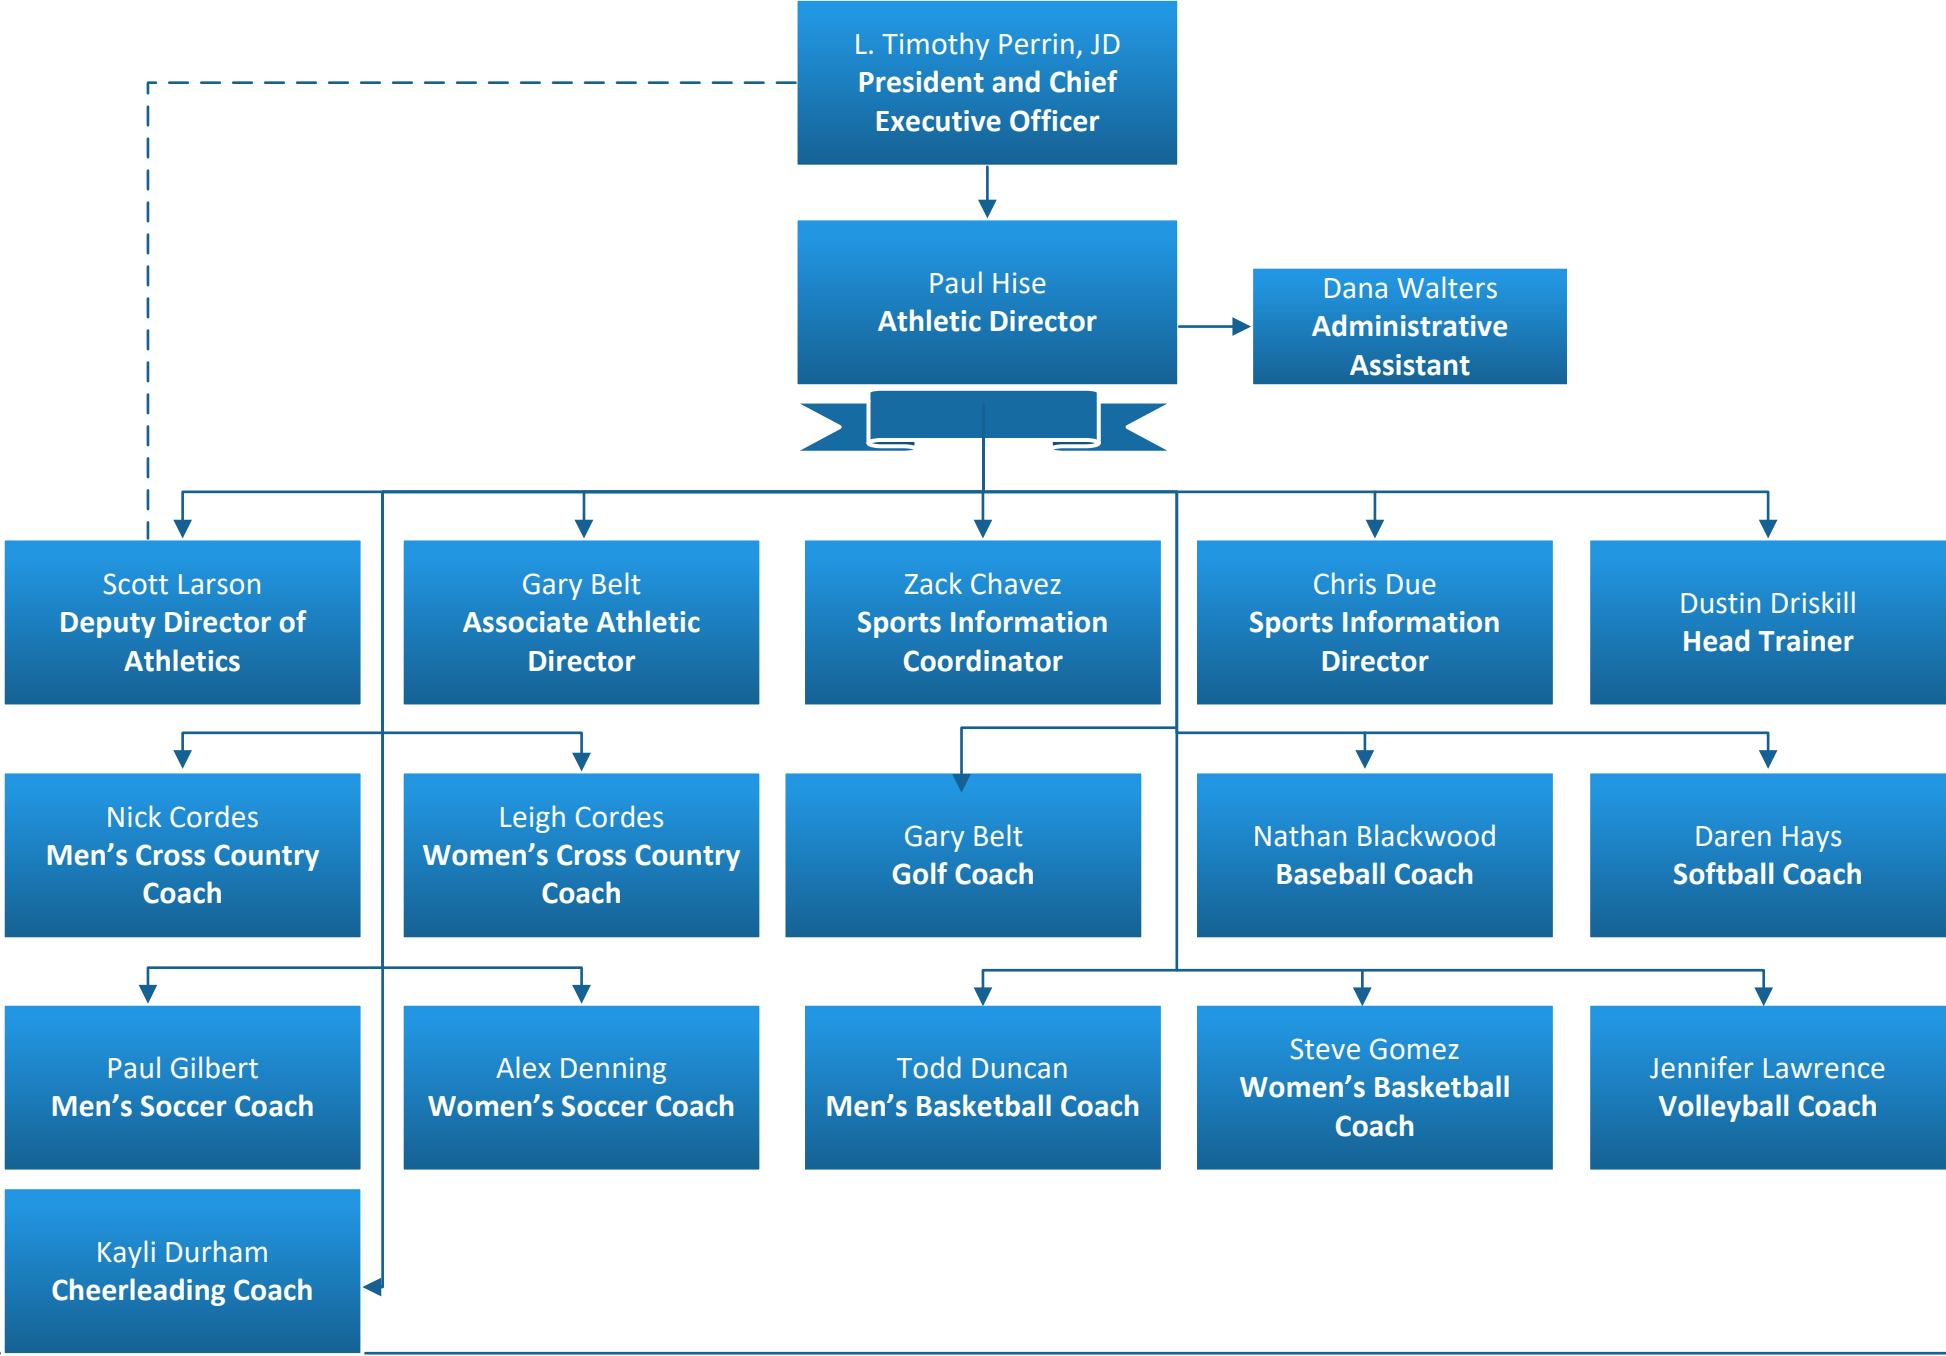 L. Timothy Perrin, JD
President and Chief
Executive Officer
Paul Hise
Athletic Director
Dana Walters
Administrative
Assistant
Scott Larson
Deputy Director of
Athletics
Gary Belt
Associate Athletic
Director
Zack Chavez
Sports Information
Coordinator
Chris Due
Sports Information
Director
Dustin Driskill
Head Trainer
Nick Cordes
Men’s Cross Country
Coach
Leigh Cordes
Women’s Cross Country
Coach
Gary Belt
Golf Coach
Nathan Blackwood
Baseball Coach
Daren Hays
Softball Coach
Paul Gilbert
Men’s Soccer Coach
Alex Denning
Women’s Soccer Coach
Todd Duncan
Men’s Basketball Coach
Steve Gomez
Women’s Basketball
Coach
Jennifer Lawrence
Volleyball Coach
Kayli Durham
Cheerleading Coach